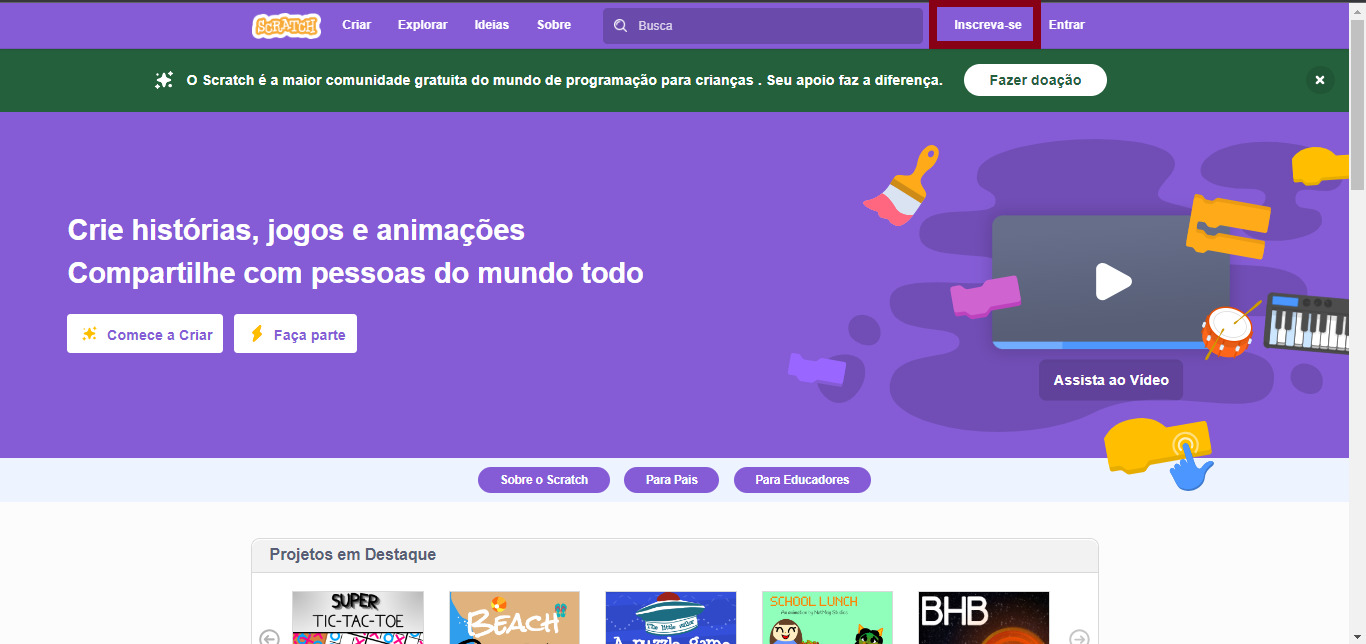 SCRATCH
Criar
Explorar
Ideias
Sobre
Busca
Inscreva-se
Entrar
O Scratch é a maior comunidade gratuita do mundo de programação para crianças . Seu apoio faz a diferença.
Fazer doação
Crie histórias, jogos e animações
Compartilhe com pessoas do mundo todo
Comece a Criar
Faça parte
Assista ao Vídeo
Sobre o Scratch
Para Pais
Para Educadores
Projetos em Destaque
SUPER
TIC-TAC-TOE
BEACH
The little sailor
A puzzle game
SCHOOL LUNCH
BHB